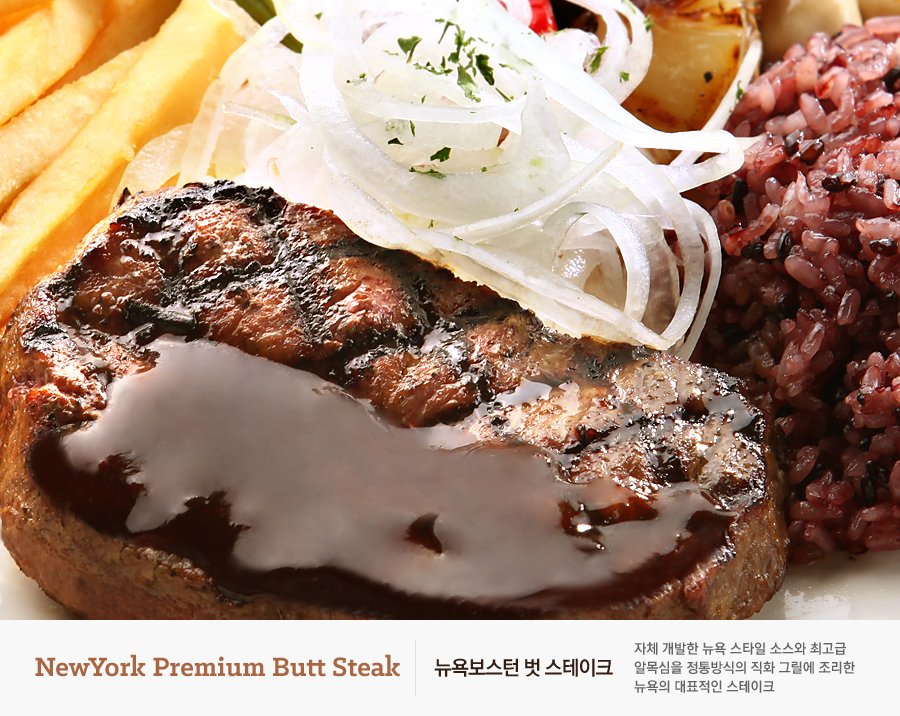 NewYork Premium Butt Steak
뉴욕보스턴 벗 스테이크
자체 개발한 뉴욕 스타일 소스와 최고급
알목심을 정통방식의 직화 그릴에 조리한
뉴욕의 대표적인 스테이크